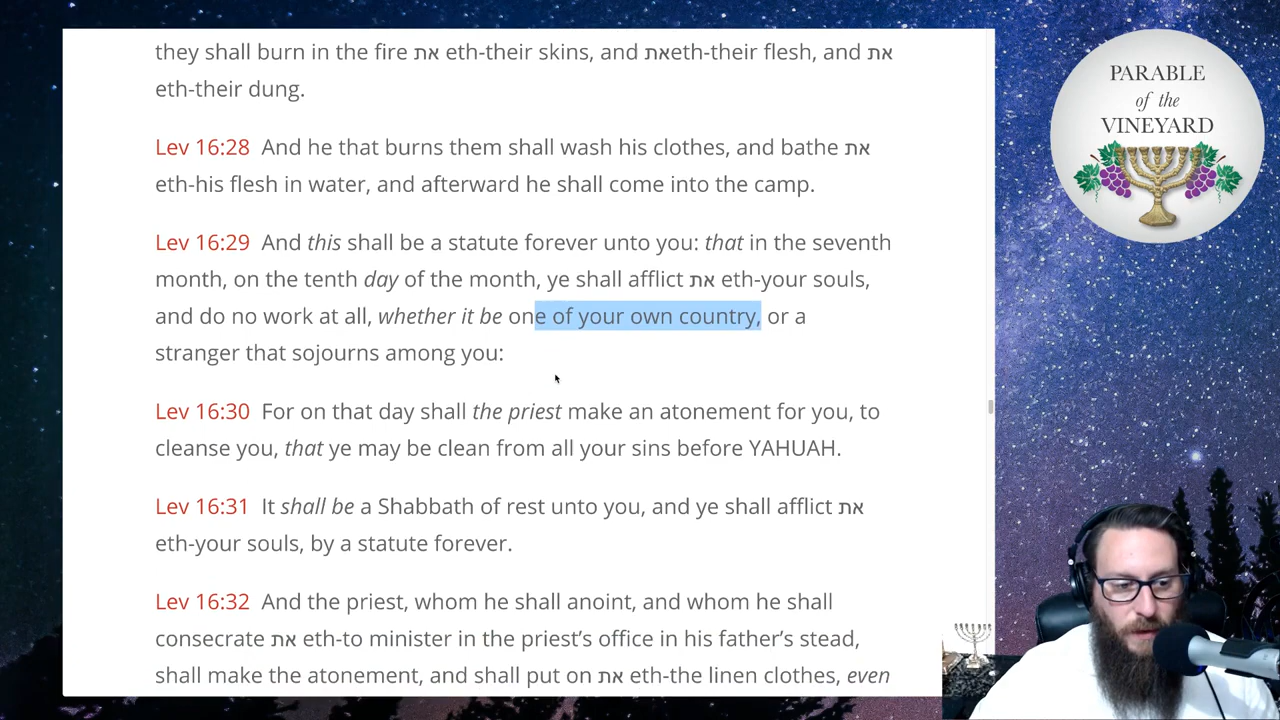 they shall burn in the fire את eth-their skins, and אתeth-their flesh, and את
eth-their dung.
Lev 16:28 And he that burns them shall wash his clothes, and bathe את
eth-his flesh in water, and afterward he shall come into the camp.
Lev 16:29 And this shall be a statute forever unto you: that in the seventh
month, on the tenth day of the month, ye shall afflict את eth-your souls,
and do no work at all, whether it be one of your own country, or a
stranger that sojourns among you:
Lev 16:30 For on that day shall the priest make an atonement for you, to
cleanse you, that ye may be clean from all your sins before YAHUAH.
Lev 16:31 It shall be a Shabbath of rest unto you, and ye shall afflict את
eth-your souls, by a statute forever.
Lev 16:32 And the priest, whom he shall anoint, and whom he shall
consecrate את eth-to minister in the priest’s office in his father’s stead,
shall make the atonement, and shall put on את eth-the linen clothes, even
PARABLE
of the
VINEYARD